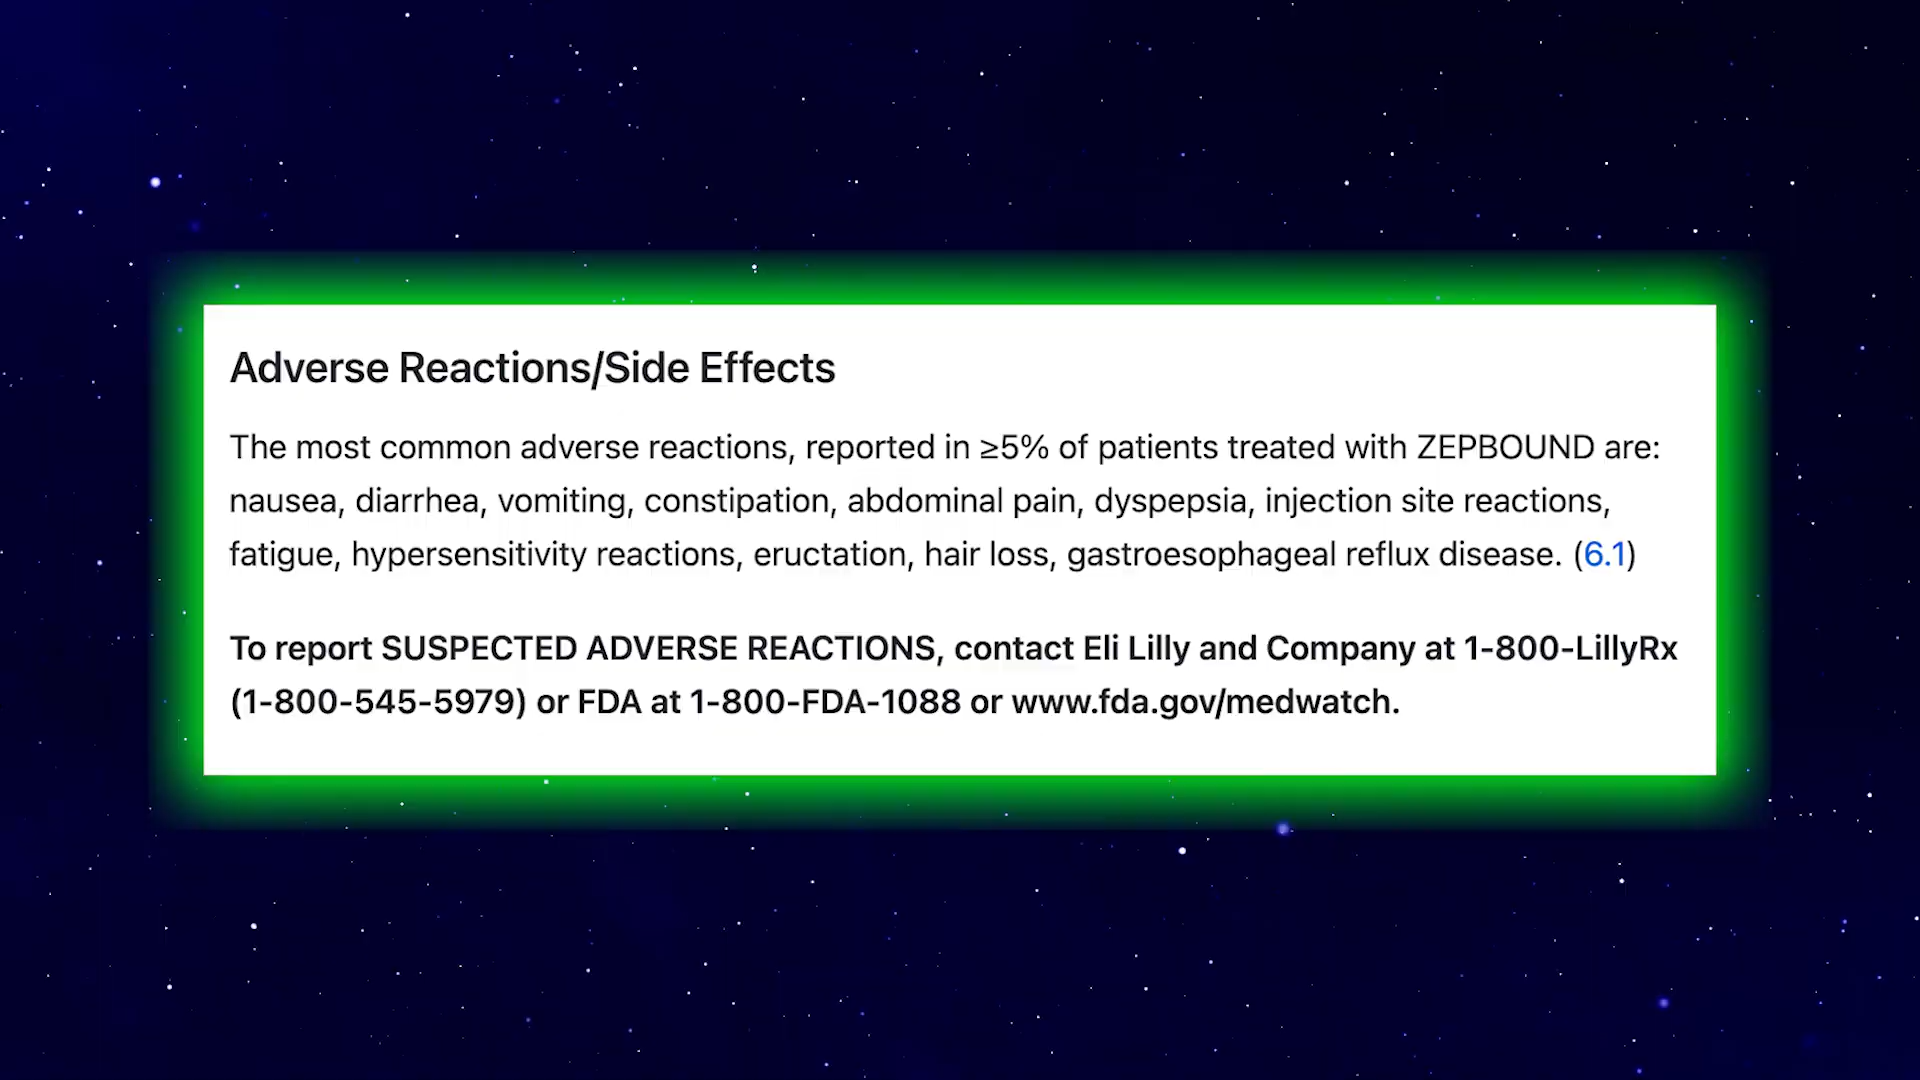 Adverse Reactions/Side Effects
The most common adverse reactions, reported in ≥5% of patients treated with ZEPBOUND are:
nausea, diarrhea, vomiting, constipation, abdominal pain, dyspepsia, injection site reactions,
fatigue, hypersensitivity reactions, eructation, hair loss, gastroesophageal reflux disease. (6.1)
To report SUSPECTED ADVERSE REACTIONS, contact Eli Lilly and Company at 1-800-LillyRx
(1-800-545-5979) or FDA at 1-800-FDA-1088 or www.fda.gov/medwatch.